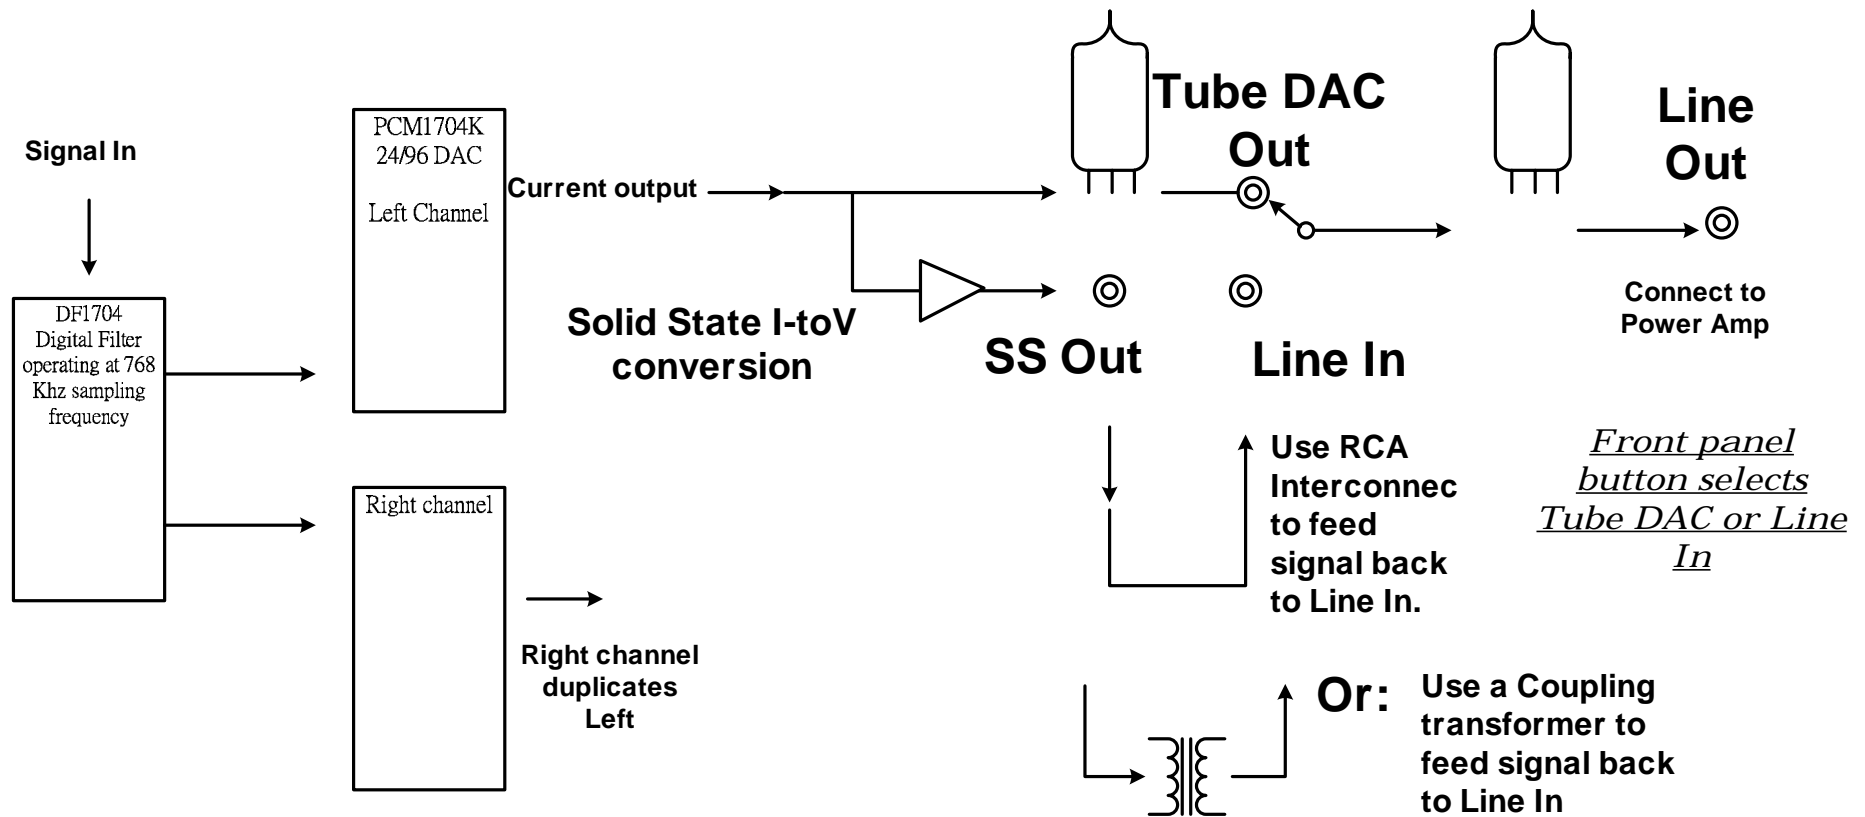 Signal In
DF1704
Digital Filter
operating at 768
Khz sampling
frequency
PCM1704K
24/96 DAC
Left Channel
Current output
Right channel
Right channel
duplicates
Left
Solid State I-toV
conversion
Tube DAC
Out
SS Out
Line In
Line
Out
Connect to
Power Amp
Use RCA
Interconnec
to feed
signal back
to Line In.
Front panel
button selects
Tube DAC or Line
In
Or:
Use a Coupling
transformer to
feed signal back
to Line In